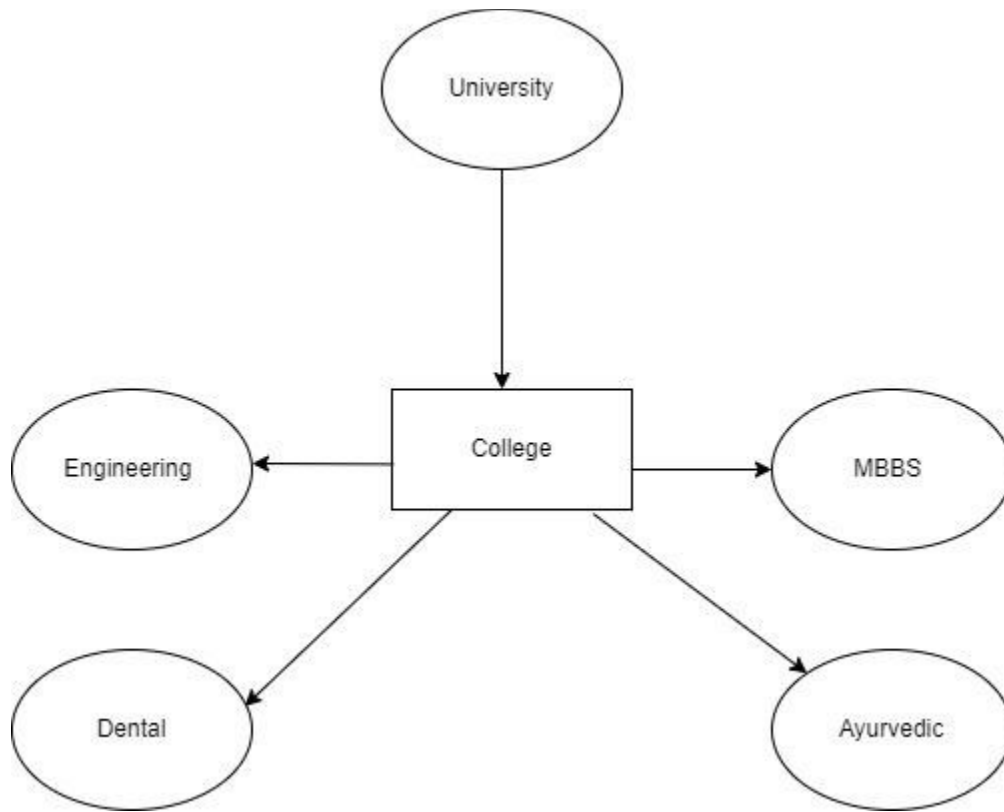 University
College
Engineering
MBBS
Dental
Ayurvedic